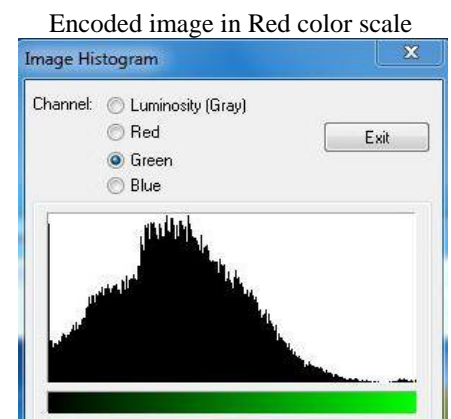 Encoded image in Red color scale
Image Histogram
X
Channel: Luminosity (Gray)
Red
Exit
Green
Blue